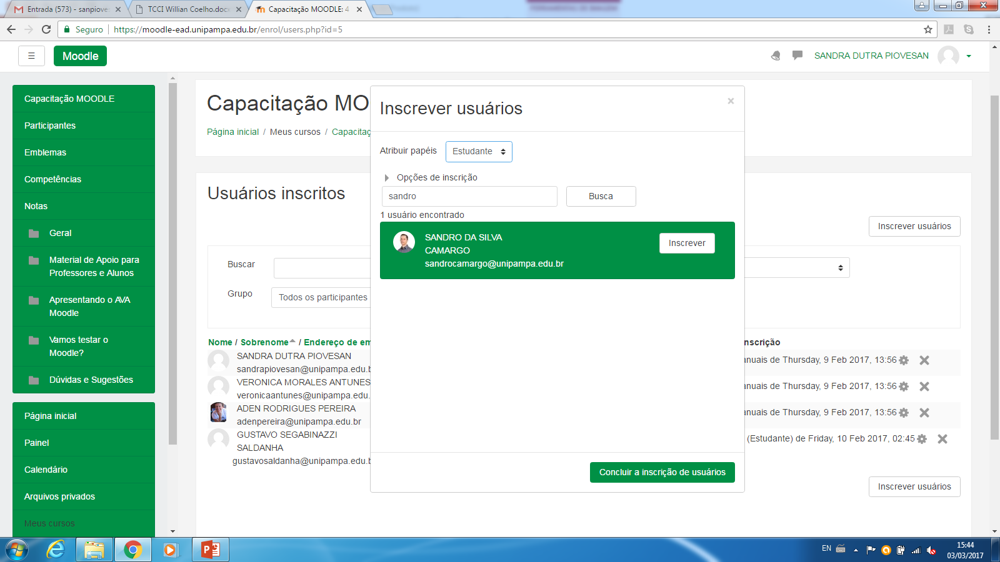 Entrada (573) - sanpiove
TCCI Willian Coelho.doc
Capacitação MOODLE: 4
Seguro
https://moodle-ead.unipampa.edu.br/enrol/users.php?id=5
Moodle
SANDRA DUTRA PIOVESAN
Capacitação MOODLE
Participantes
Emblemas
Competências
Notas
Geral
Material de Apoio para
Professores e Alunos
Apresentando o AVA
Moodle
Vamos testar o
Moodle?
Dúvidas e Sugestões
Página inicial
Painel
Calendário
Arquivos privados
Meus cursos
Capacitação MO
Página inicial / Meus cursos / Capacitaç
Usuários inscritos
Inscrever usuários
Buscar
Grupo
Todos os participantes
Nome / Sobrenome / Endereço de em
nscrição
SANDRA DUTRA PIOVESAN
sandrapiovesan@unipampa.edu.b
anuais de Thursday, 9 Feb 2017, 13:56
VERONICA MORALES ANTUNES
veronicaantunes@unipampa.edu.
anuais de Thursday, 9 Feb 2017, 13:56
ADEN RODRIGUES PEREIRA
adenpereira@unipampa.edu.br
anuais de Thursday, 9 Feb 2017, 13:56
GUSTAVO SEGABINAZZI
SALDANHA
gustavosaldanha@unipampa.edu.b
(Estudante) de Friday, 10 Feb 2017, 02:45
Inscrever usuários
Inscrever usuários
Atribuir papéis
Estudante
Opções de inscrição
sandro
Busca
1 usuário encontrado
SANDRO DA SILVA
CAMARGO
sandrocamargo@unipampa.edu.br
Inscrever
Concluir a inscrição de usuários
EN
15:44
03/03/2017